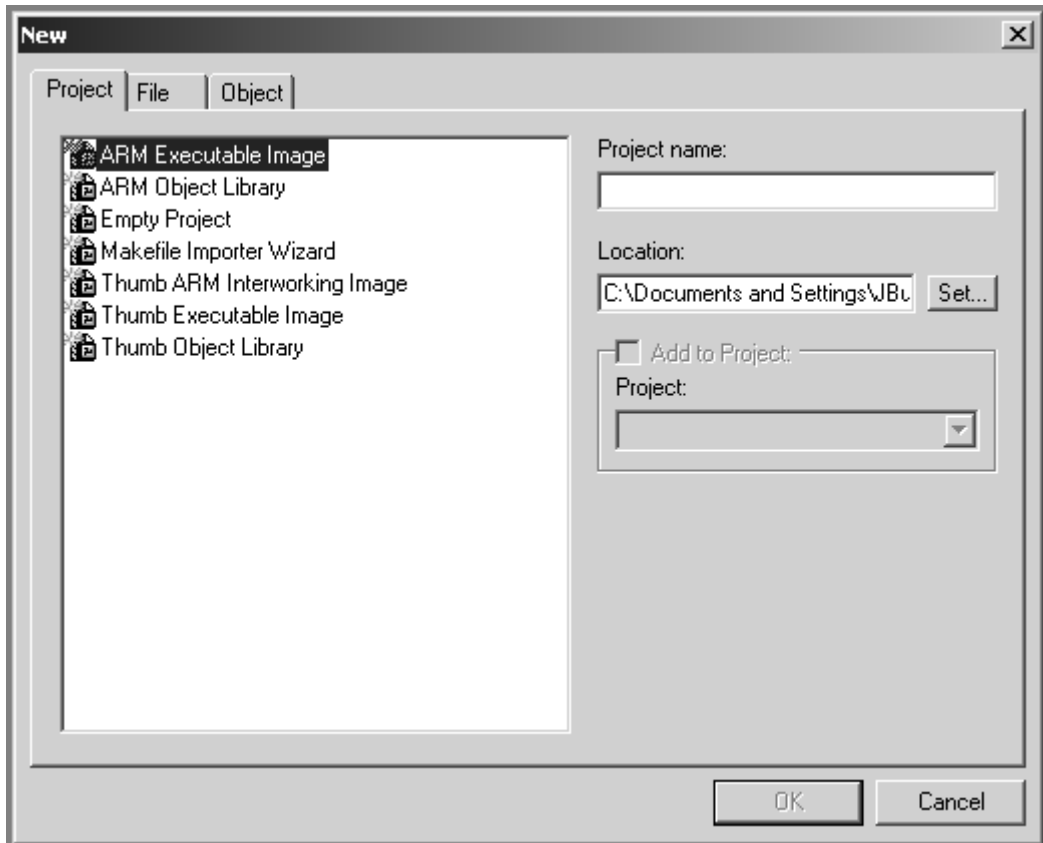 New
Project File Object
ARM Executable Image
ARM Object Library
Empty Project
Makefile Importer Wizard
Thumb ARM Interworking Image
Thumb Executable Image
Thumb Object Library
Project name:
Location:
C:\Documents and Settings\JBu
Set...
Add to Project:
Project:
OK Cancel